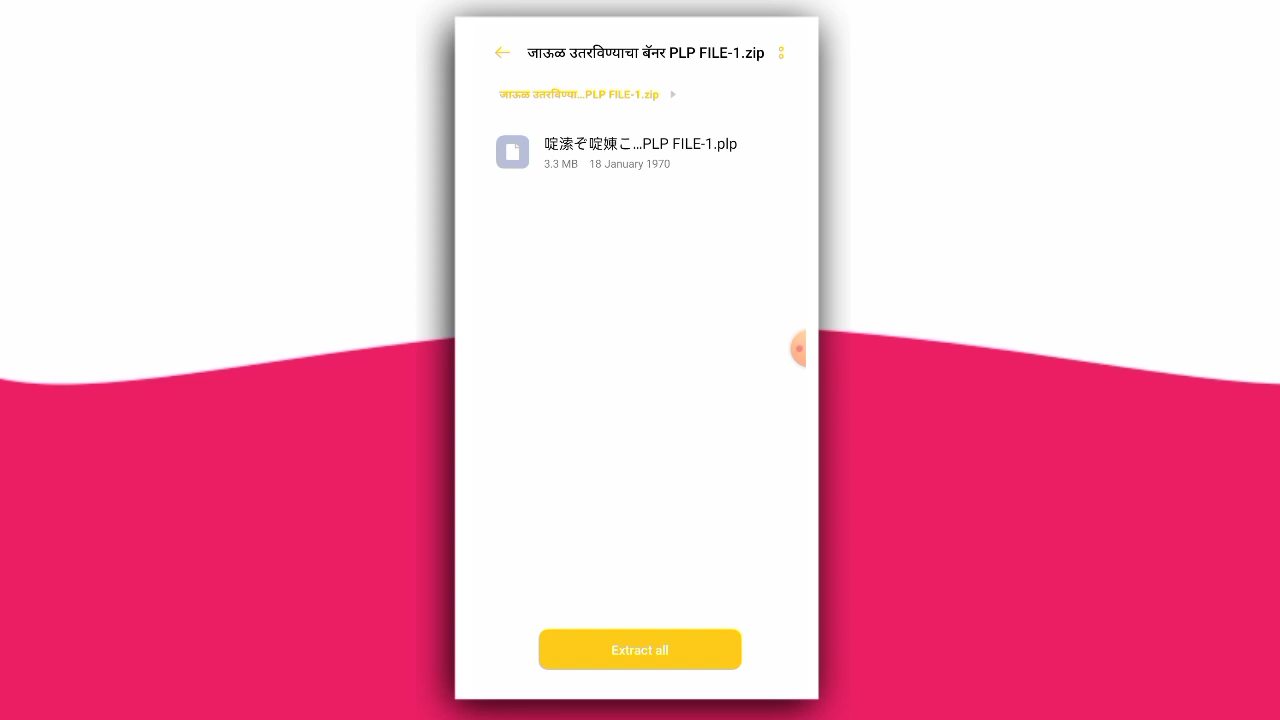 जाऊळ उतरविण्याचा बॅनर PLP FILE-1.zip
जाऊळ उतरविण्या...PLP FILE-1.zip
啶溹ぞ啶婅こ...PLP FILE-1.plp
3.3 MB 18 January 1970
Extract all